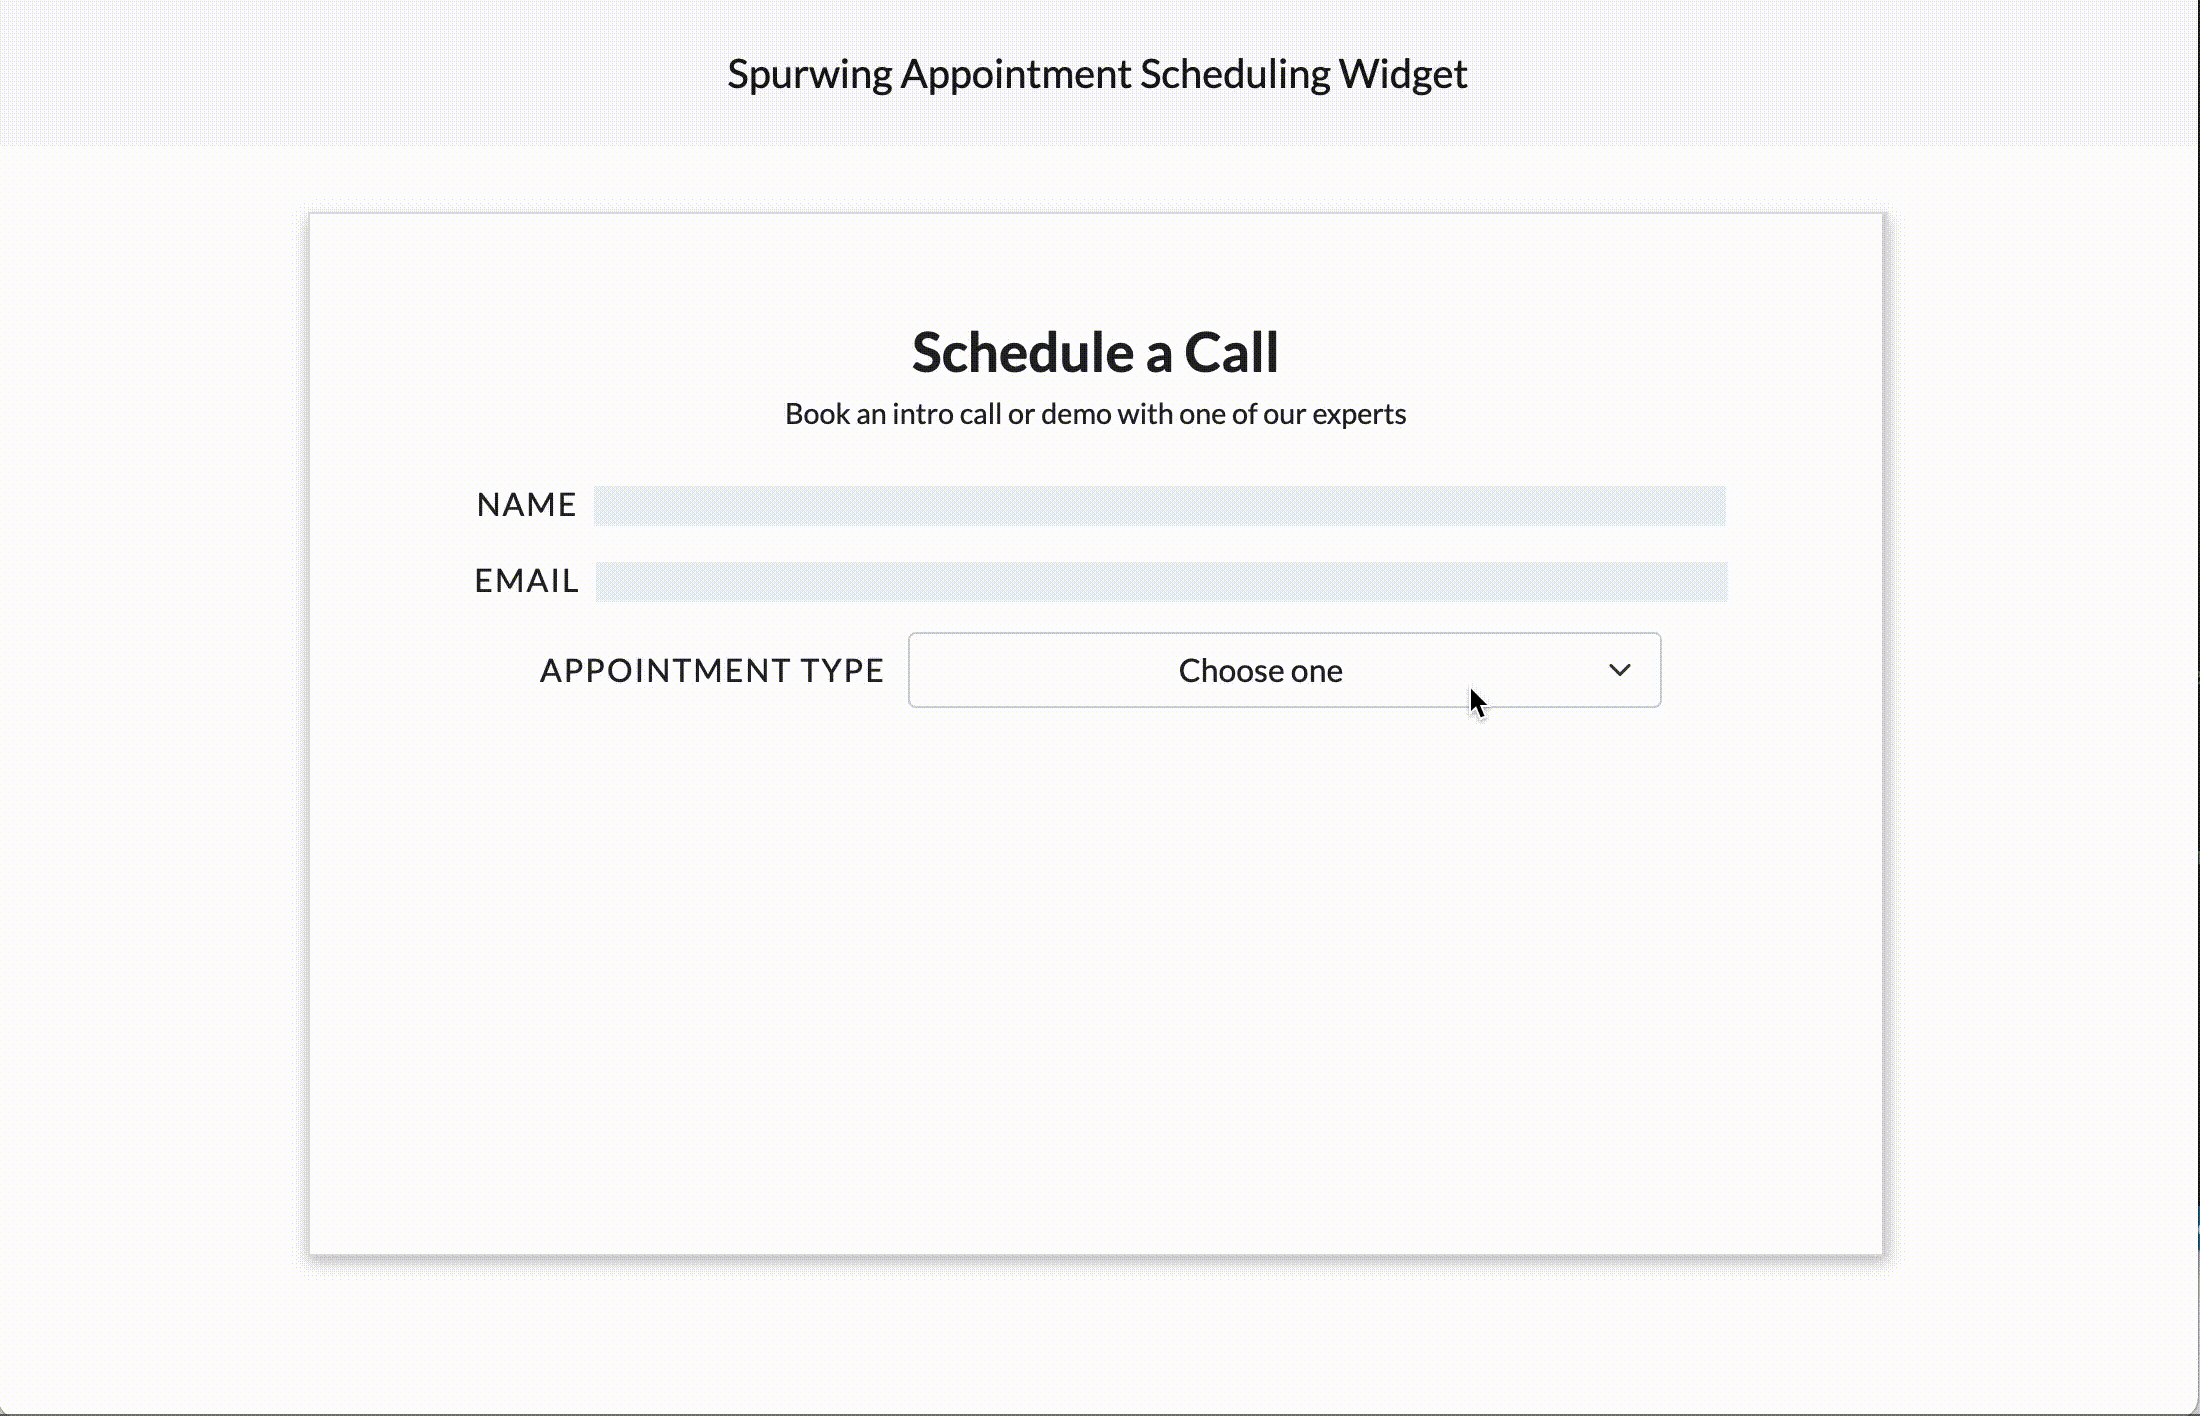 Spurwing Appointment Scheduling Widget
Schedule a Call
Book an intro call or demo with one of our experts
NAME
EMAIL
APPOINTMENT TYPE Choose one